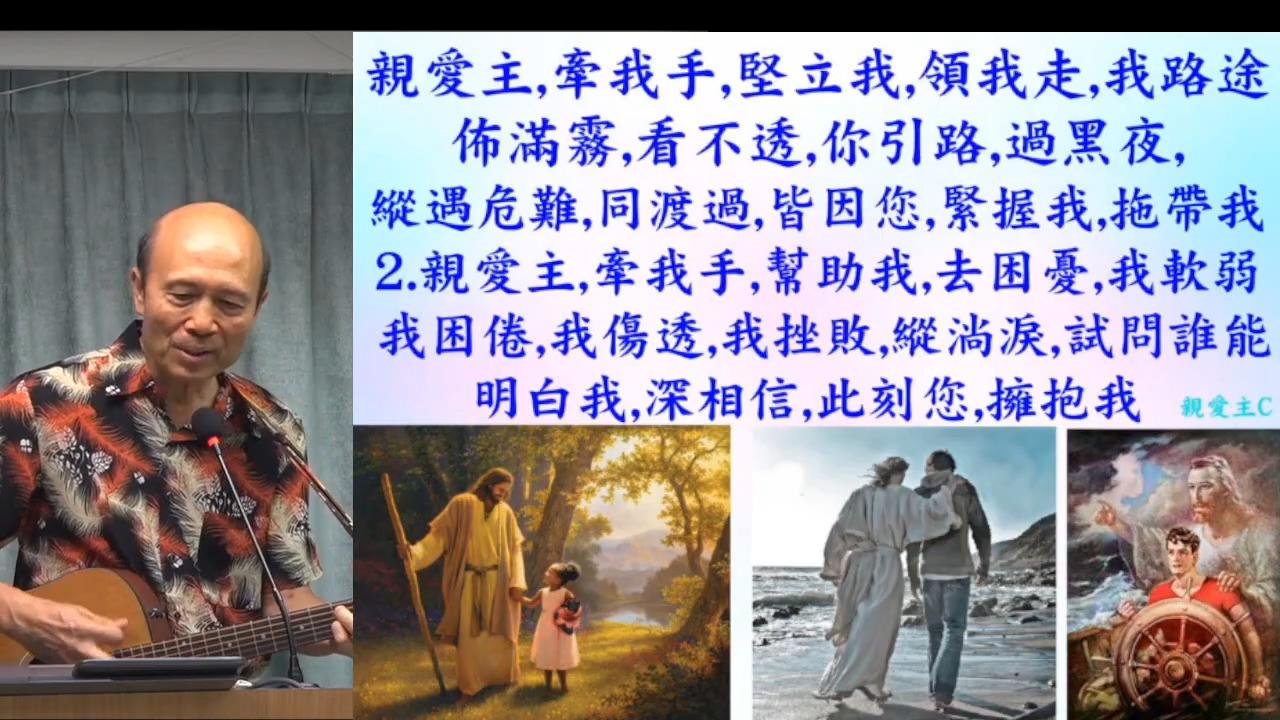 親愛主,牽我手,堅立我,領我走,我路途
佈滿霧,看不透,你引路,過黑夜,
縱遇危難,同渡過,皆因您,緊握我,拖帶我
2.親愛主,牽我手,幫助我,去困憂,我軟弱
我困倦,我傷透,我挫敗,縱淌淚,試問誰能
明白我,深相信,此刻您,擁抱我
親愛主C